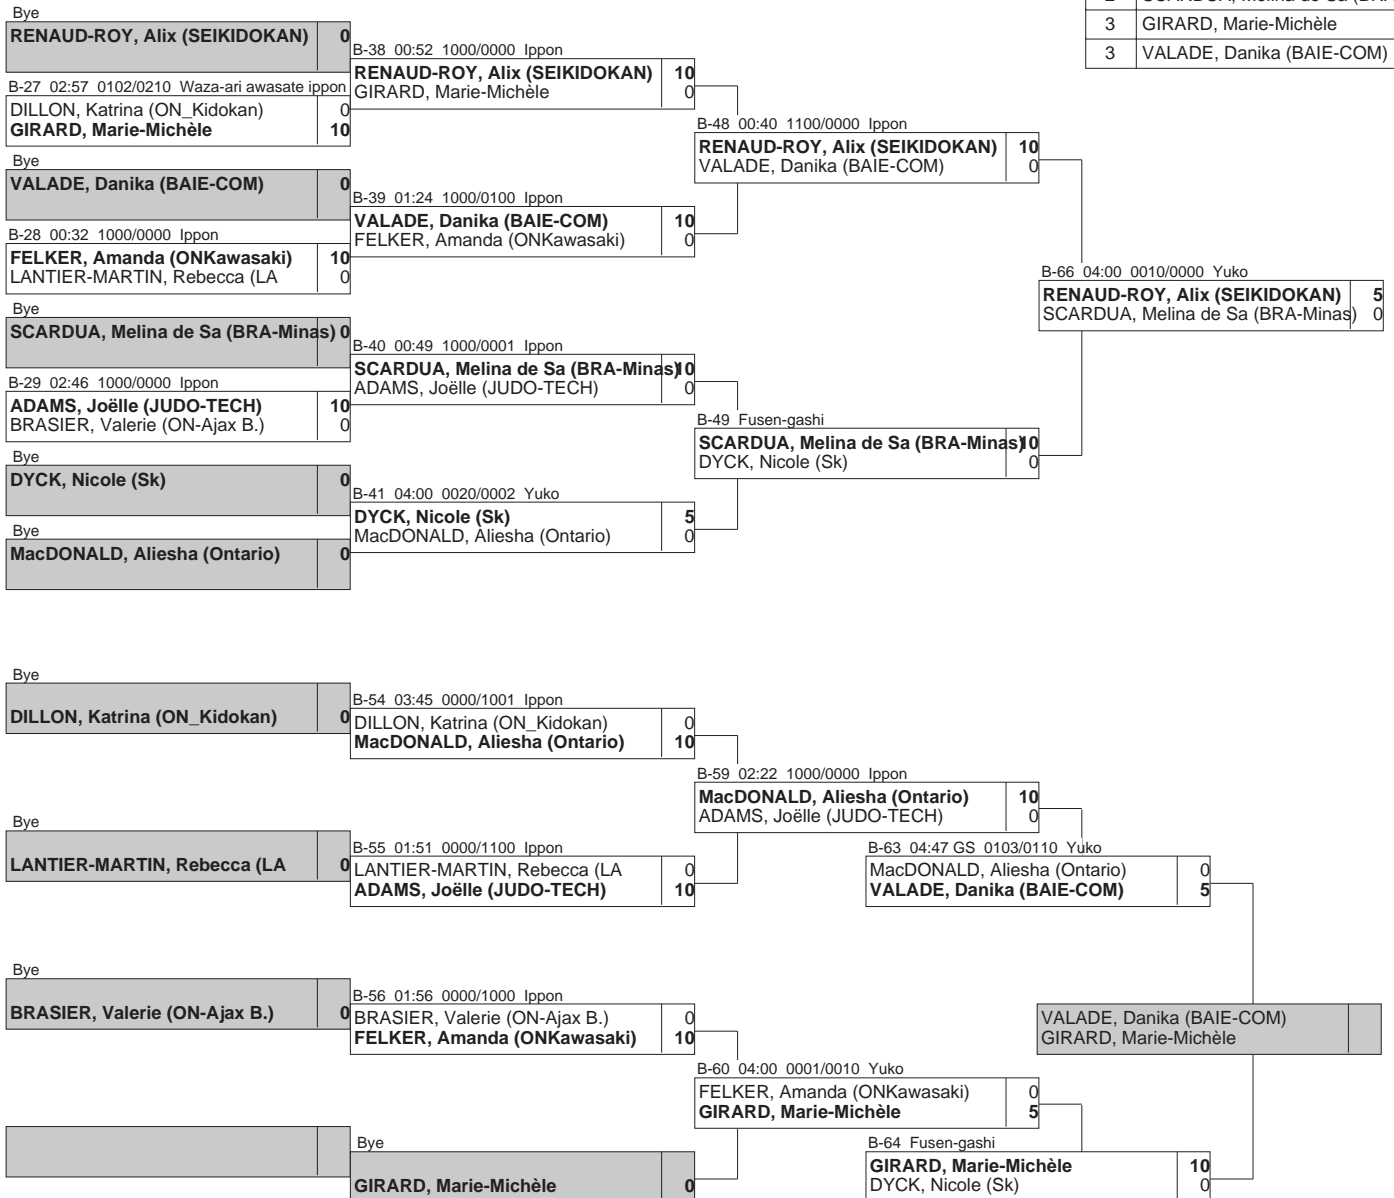 2 SCARDUA, Melina de Sa (BRA-
3 GIRARD, Marie-Michèle
3 VALADE, Danika (BAIE-COM)
Bye
RENAUD-ROY, Alix (SEIKIDOKAN) 0
B-27 02:57 0102/0210 Waza-ari awasate ippon
DILLON, Katrina (ON_Kidokan) 0
GIRARD, Marie-Michèle 10
Bye
VALADE, Danika (BAIE-COM) 0
B-28 00:32 1000/0000 Ippon
FELKER, Amanda (ONKawasaki) 10
LANTIER-MARTIN, Rebecca (LA 0
Bye
SCARDUA, Melina de Sa (BRA-Minas) 0
B-29 02:46 1000/0000 Ippon
ADAMS, Joëlle (JUDO-TECH) 10
BRASIER, Valerie (ON-Ajax B.) 0
Bye
DYCK, Nicole (Sk) 0
Bye
MacDONALD, Aliesha (Ontario) 0
B-38 00:52 1000/0000 Ippon
RENAUD-ROY, Alix (SEIKIDOKAN) 10
GIRARD, Marie-Michèle 0
B-39 01:24 1000/0100 Ippon
VALADE, Danika (BAIE-COM) 10
FELKER, Amanda (ONKawasaki) 0
B-40 00:49 1000/0001 Ippon
SCARDUA, Melina de Sa (BRA-Minas) 10
ADAMS, Joëlle (JUDO-TECH) 0
B-41 04:00 0020/0002 Yuko
DYCK, Nicole (Sk) 5
MacDONALD, Aliesha (Ontario) 0
B-48 00:40 1100/0000 Ippon
RENAUD-ROY, Alix (SEIKIDOKAN) 10
VALADE, Danika (BAIE-COM) 0
B-49 Fusen-gashi
SCARDUA, Melina de Sa (BRA-Minas) 10
DYCK, Nicole (Sk) 0
B-66 04:00 0010/0000 Yuko
RENAUD-ROY, Alix (SEIKIDOKAN) 5
SCARDUA, Melina de Sa (BRA-Minas) 0
Bye
DILLON, Katrina (ON_Kidokan) 0
Bye
LANTIER-MARTIN, Rebecca (LA 0
Bye
BRASIER, Valerie (ON-Ajax B.) 0
B-54 03:45 0000/1001 Ippon
DILLON, Katrina (ON_Kidokan) 0
MacDONALD, Aliesha (Ontario) 10
B-55 01:51 0000/1100 Ippon
LANTIER-MARTIN, Rebecca (LA 0
ADAMS, Joëlle (JUDO-TECH) 10
B-56 01:56 0000/1000 Ippon
BRASIER, Valerie (ON-Ajax B.) 0
FELKER, Amanda (ONKawasaki) 10
Bye
GIRARD, Marie-Michèle 0
B-59 02:22 1000/0000 Ippon
MacDONALD, Aliesha (Ontario) 10
ADAMS, Joëlle (JUDO-TECH) 0
B-60 04:00 0001/0010 Yuko
FELKER, Amanda (ONKawasaki) 0
GIRARD, Marie-Michèle 5
B-63 04:47 GS 0103/0110 Yuko
MacDONALD, Aliesha (Ontario) 0
VALADE, Danika (BAIE-COM) 5
B-64 Fusen-gashi
GIRARD, Marie-Michèle 10
DYCK, Nicole (Sk) 0
VALADE, Danika (BAIE-COM)
GIRARD, Marie-Michèle